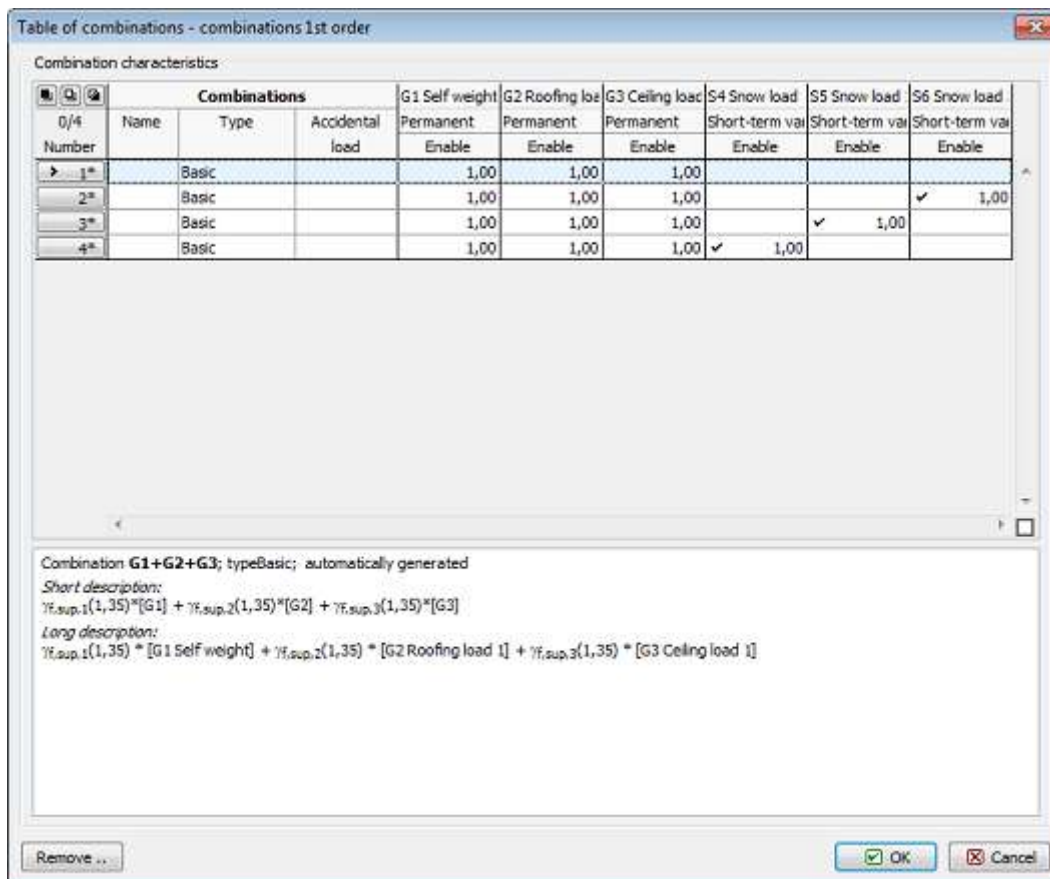 Table of combinations - combinations 1st order
Combination characteristics
Combinations G1 Self weight G2 Roofing loa G3 Ceiling load S4 Snow load S5 Snow load S6 Snow load
0/4 Name Type Accidental Permanent Permanent Permanent Short-term vai Short-term vai Short-term vai
Number load Enable Enable Enable Enable Enable Enable
1* Basic 1,00 1,00 1,00
2* Basic 1,00 1,00 1,00 ✓ 1,00
3* Basic 1,00 1,00 1,00 ✓ 1,00
4* Basic 1,00 1,00 1,00 ✓ 1,00
Combination G1+G2+G3; typeBasic; automatically generated
Short description:
γf,sup,1(1,35)*[G1] + γf,sup,2(1,35)*[G2] + γf,sup,3(1,35)*[G3]
Long description:
γf,sup,1(1,35) * [G1 Self weight] + γf,sup,2(1,35) * [G2 Roofing load 1] + γf,sup,3(1,35) * [G3 Ceiling load 1]
Remove .. OK Cancel